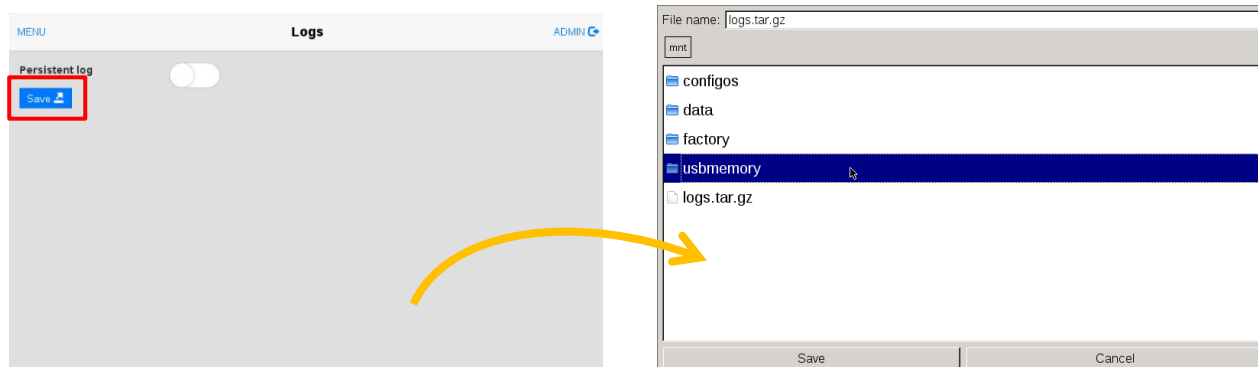 MENU Logs ADMIN
Persistent log
Save
File name: logs.tar.gz
mnt
configos
data
factory
usbmemory
logs.tar.gz
Save Cancel